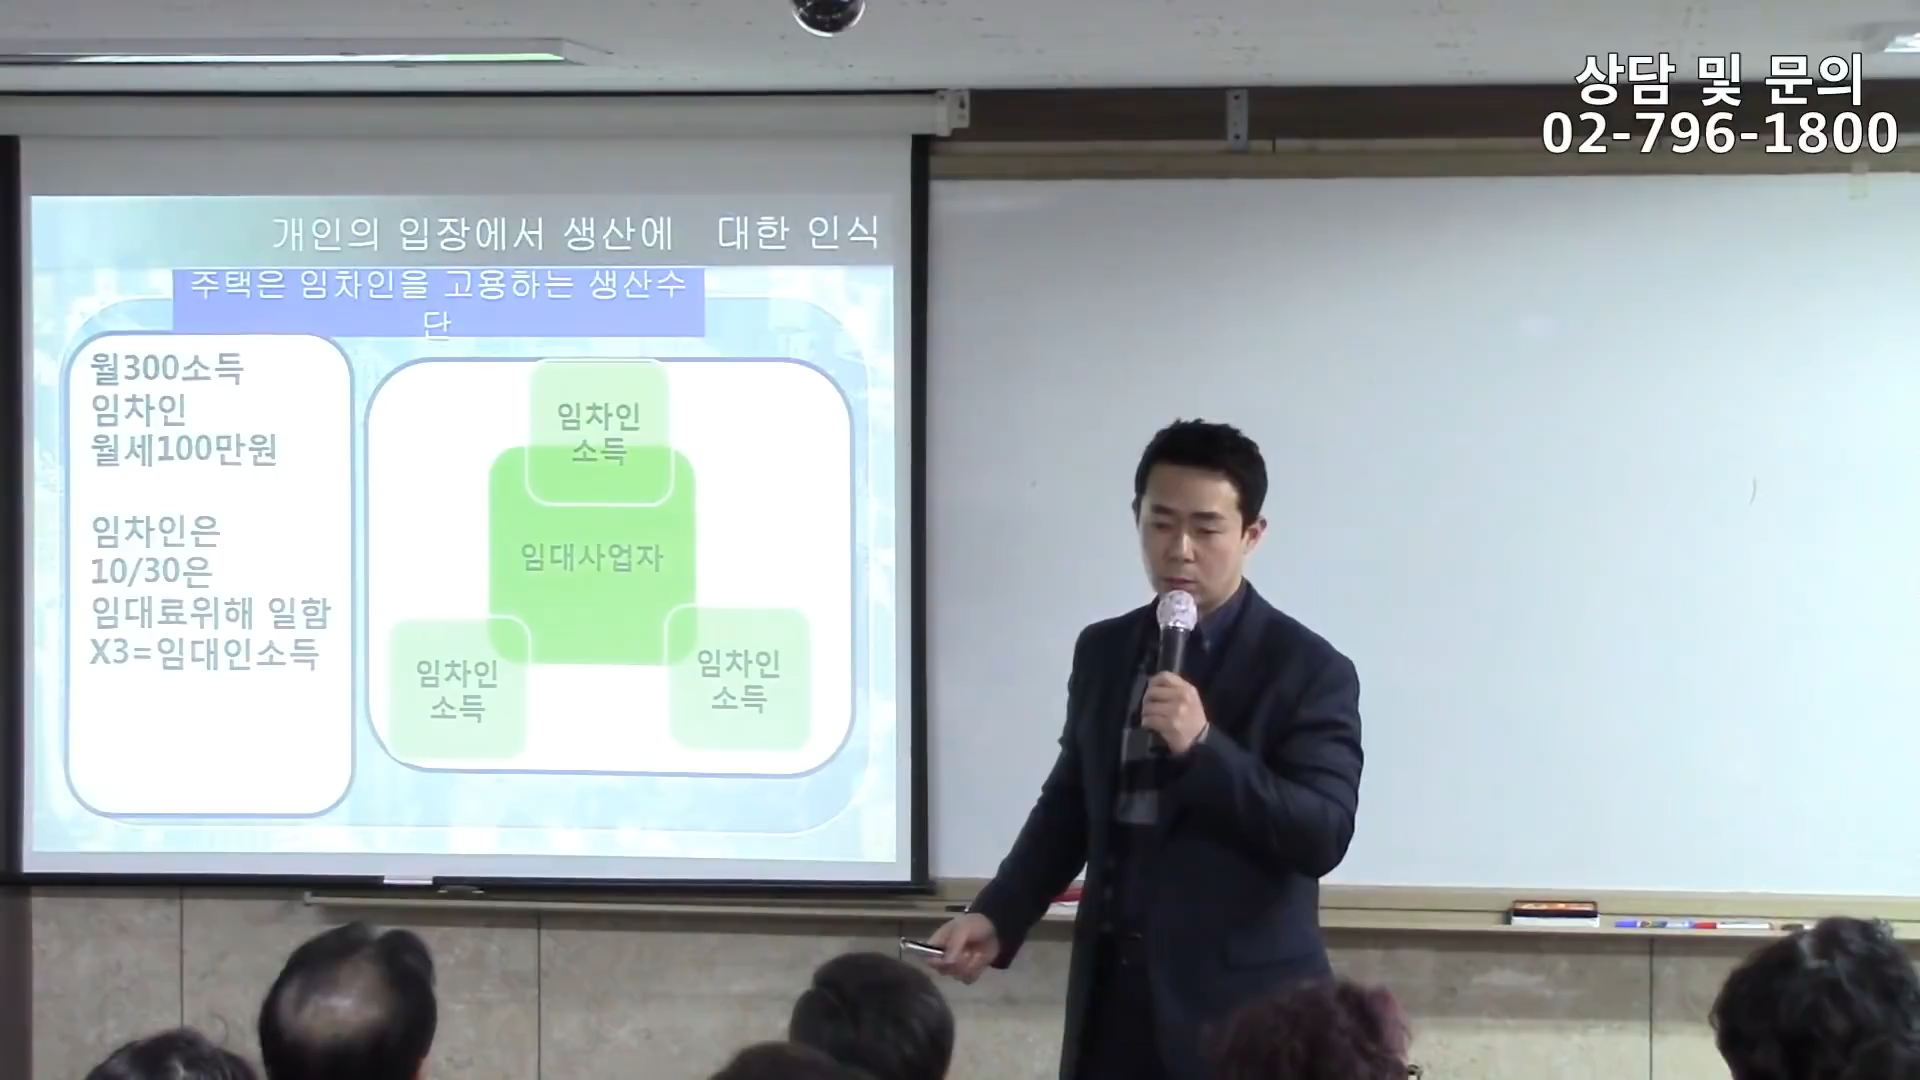 상담 및 문의
02-796-1800
개인의 입장에서 생산에 대한 인식
주택은 임차인을 고용하는 생산수
단
월300소득
임차인
월세100만원
임차인은
10/30은
임대료위해 일함
X3=임대인소득
임차인
소득
임대사업자
임차인
소득
임차인
소득